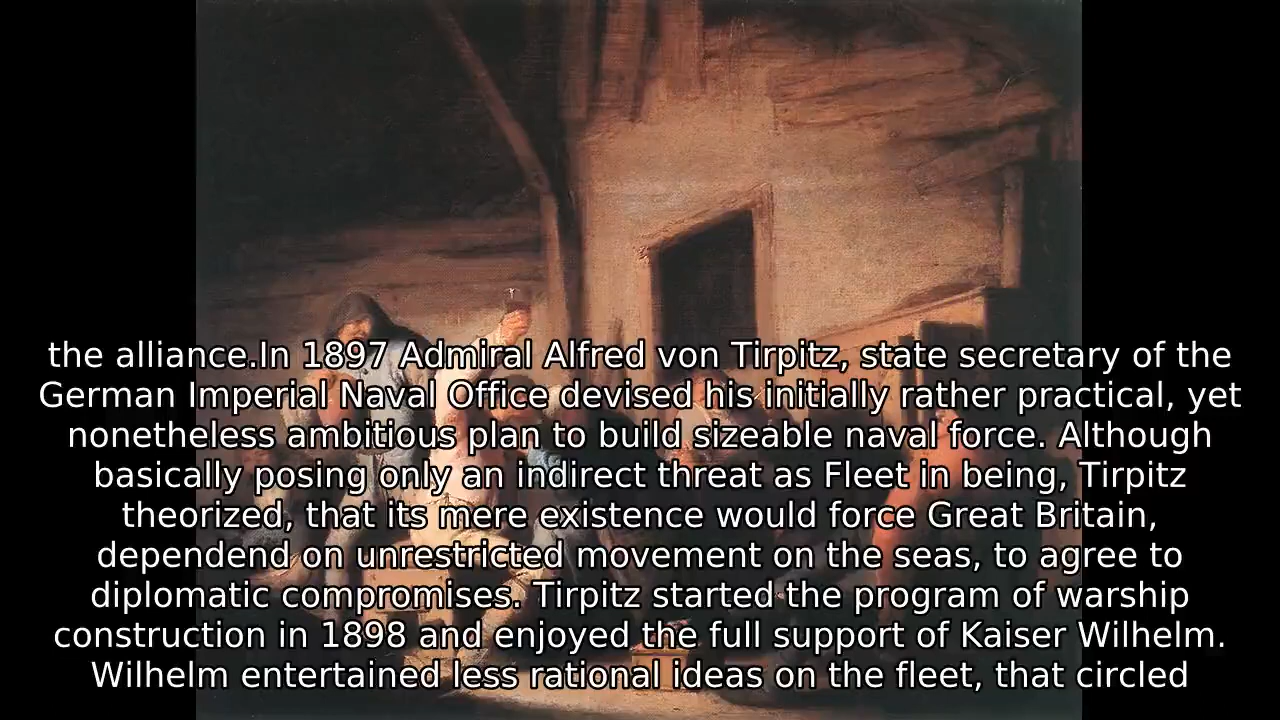 the alliance.In 1897 Admiral Alfred von Tirpitz, state secretary of the
German Imperial Naval Office devised his initially rather practical, yet
nonetheless ambitious plan to build sizeable naval force. Although
basically posing only an indirect threat as Fleet in being, Tirpitz
theorized, that its mere existence would force Great Britain,
dependend on unrestricted movement on the seas, to agree to
diplomatic compromises. Tirpitz started the program of warship
construction in 1898 and enjoyed the full support of Kaiser Wilhelm.
Wilhelm entertained less rational ideas on the fleet, that circled